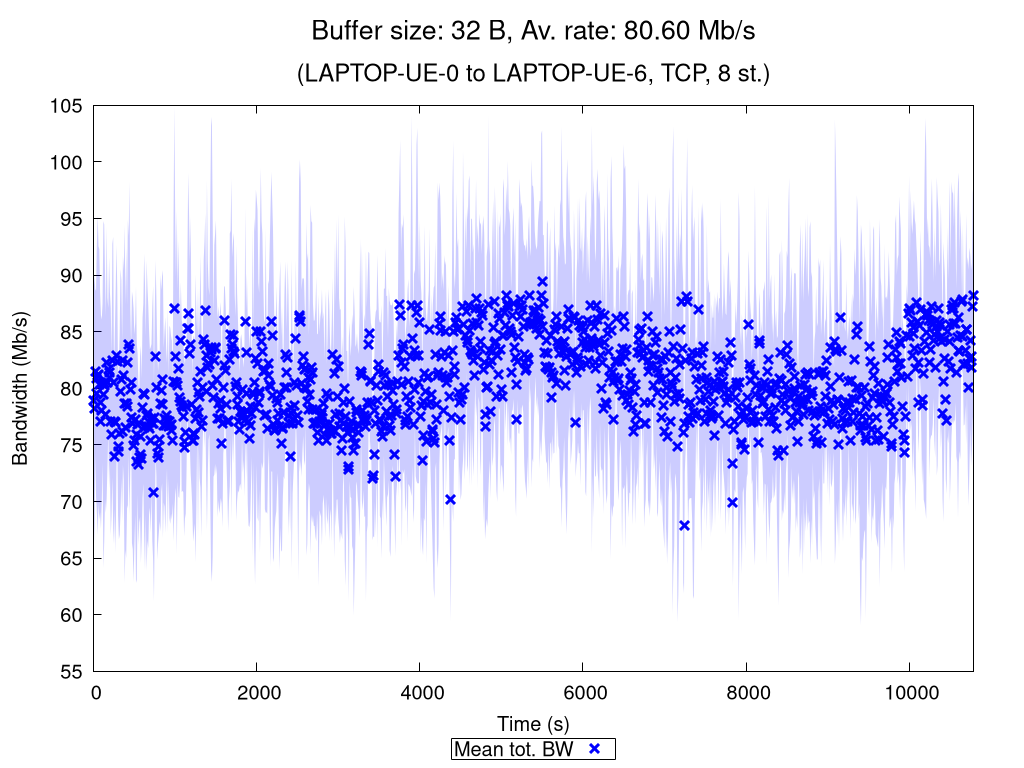 Buffer size: 32 B, Av. rate: 80.60 Mb/s
(LAPTOP-UE-0 to LAPTOP-UE-6, TCP, 8 st.)
105
100
95
90
85
80
75
70
65
60
55
Bandwidth (Mb/s)
0 2000 4000 6000 8000 10000
Time (s)
Mean tot. BW